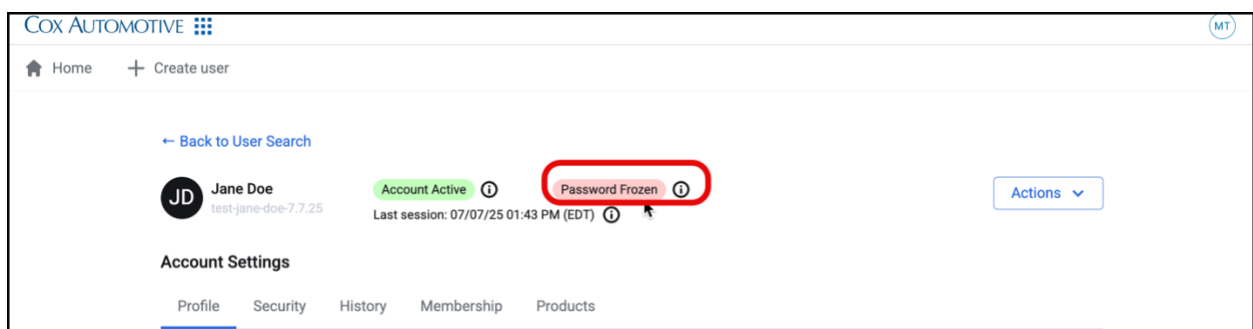 COX AUTOMOTIVE
MT
Home
Create user
← Back to User Search
JD
Jane Doe
Account Active
Password Frozen
Actions
test-jane-doe-7.7.25
Last session: 07/07/25 01:43 PM (EDT)
Account Settings
Profile Security History Membership Products